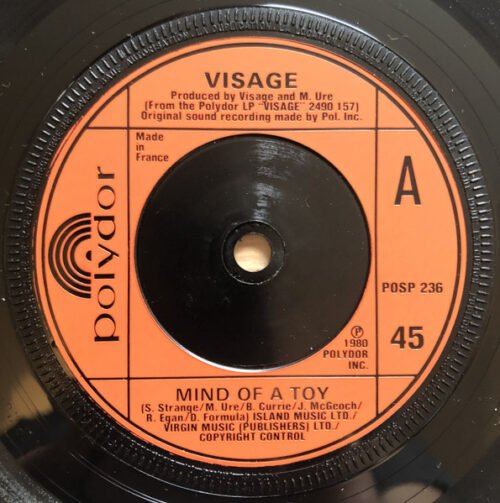 VISAGE
Produced by Visage and M. Ure
(From the Polydor LP "VISAGE" 2490 157)
Original sound recording made by Pol. Inc.
Made
in
France
A
polydor
POSP 236
45
Ⓟ
1980
POLYDOR
INC.
MIND OF A TOY
(S. Strange/M. Ure/B. Currie/J. McGeoch/
R. Egan/D. Formula) ISLAND MUSIC LTD./
VIRGIN MUSIC (PUBLISHERS) LTD./
COPYRIGHT CONTROL